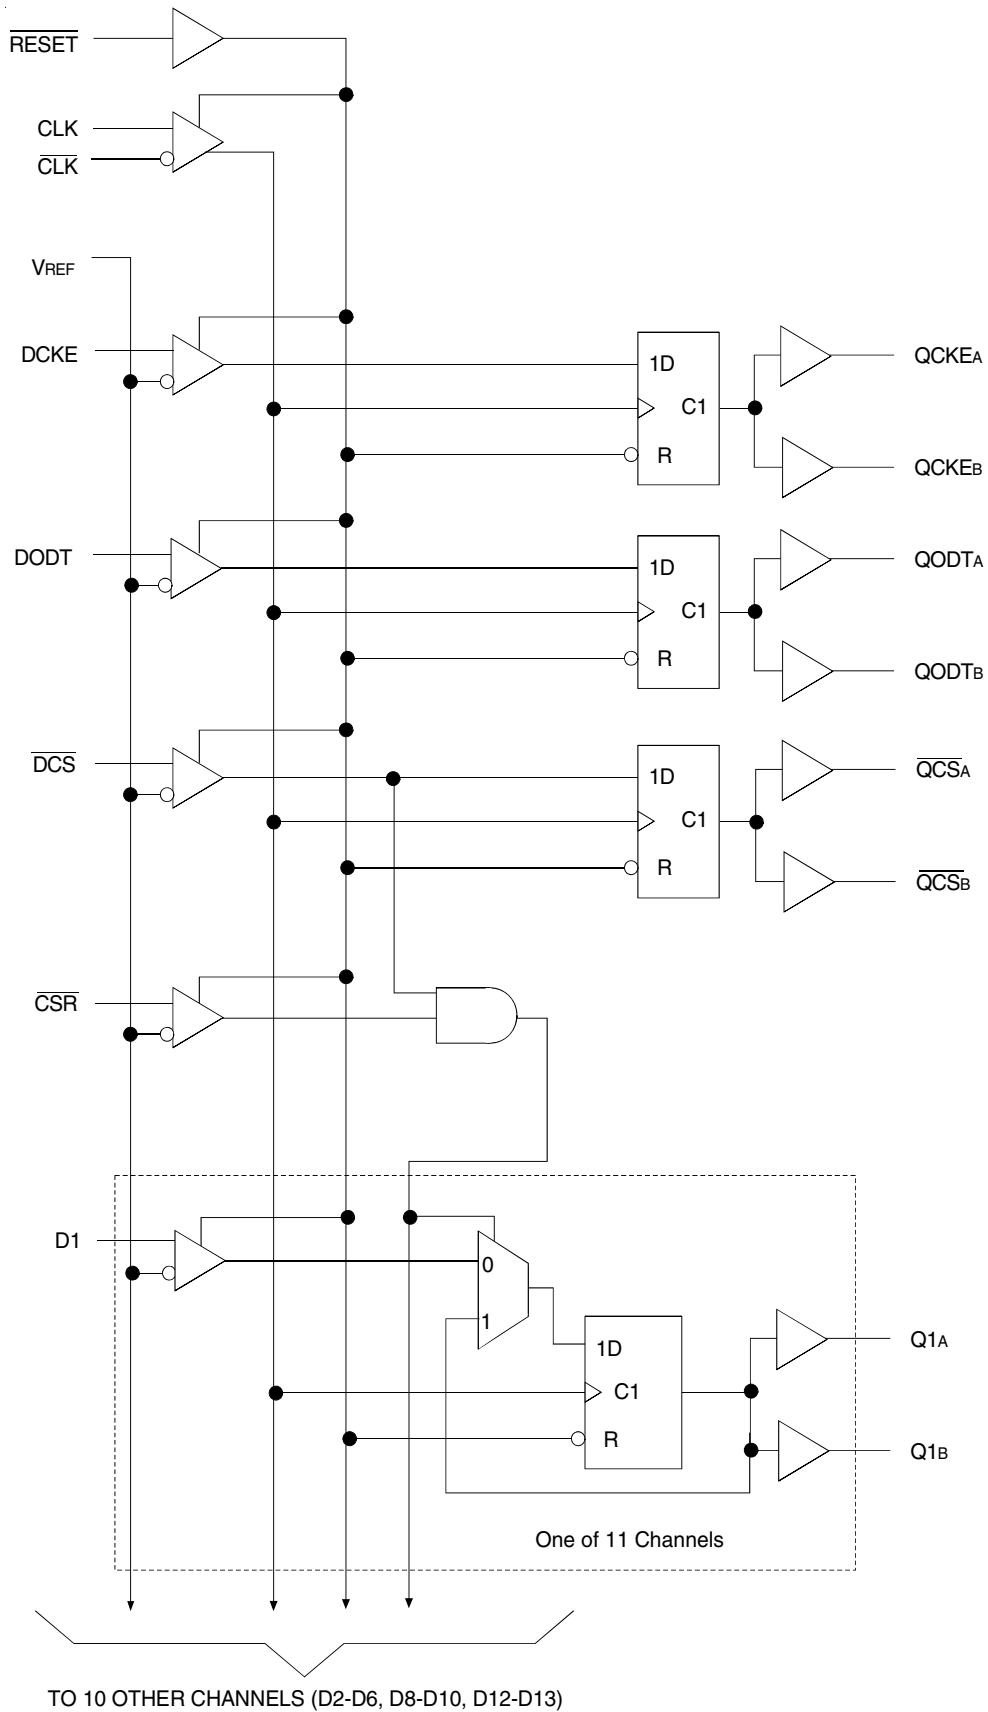 RESET
CLK
CLK
VREF
DCKE
1D
C1
R
QCKEA
QCKEB
DODT
1D
C1
R
QODTA
QODTB
DCS
1D
C1
R
QCSA
QCSB
CSR
D1
0
1
1D
C1
R
Q1A
Q1B
One of 11 Channels
TO 10 OTHER CHANNELS (D2-D6, D8-D10, D12-D13)